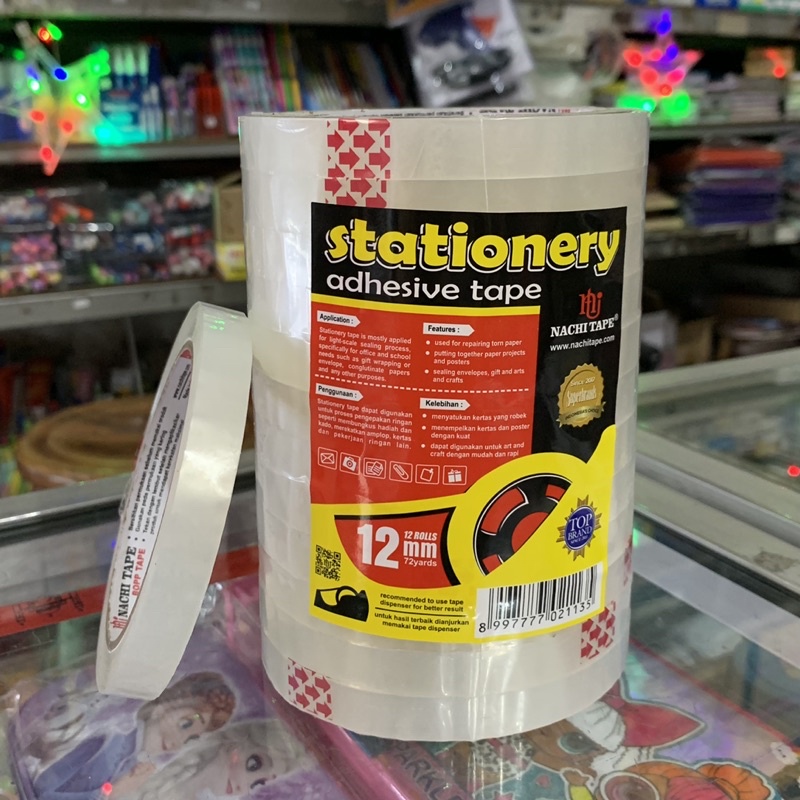 stationery
adhesive tape
NACHI TAPE®
www.nachitape.com
Application :
Stationery tape is mostly applied
for light-scale sealing process,
specifically for office and school
needs such as gift wrapping or
envelope, conglutinate papers
and any other purposes.
Features :
used for repairing torn paper
putting together paper projects
and posters
sealing envelopes, gift and arts
and crafts
Since 2010
Superbrands
Penggunaan :
Stationery tape dapat digunakan
untuk proses pengepakan ringan
seperti membungkus hadiah dan
kado, merekatkan amplop, kertas
dan pekerjaan ringan lain.
Kelebihan :
menyatukan kertas yang robek
menempelkan kertas dan poster
dengan kuat
dapat digunakan untuk art and
craft dengan mudah dan rapi
12 12 ROLLS
mm
72yards
TOP
BRAND
recommended to use tape
dispenser for better result
untuk hasil terbaik dianjurkan
memakai tape dispenser
8 997777 021135
NACHI TAPE :
BOPP TAPE
SPARKLE